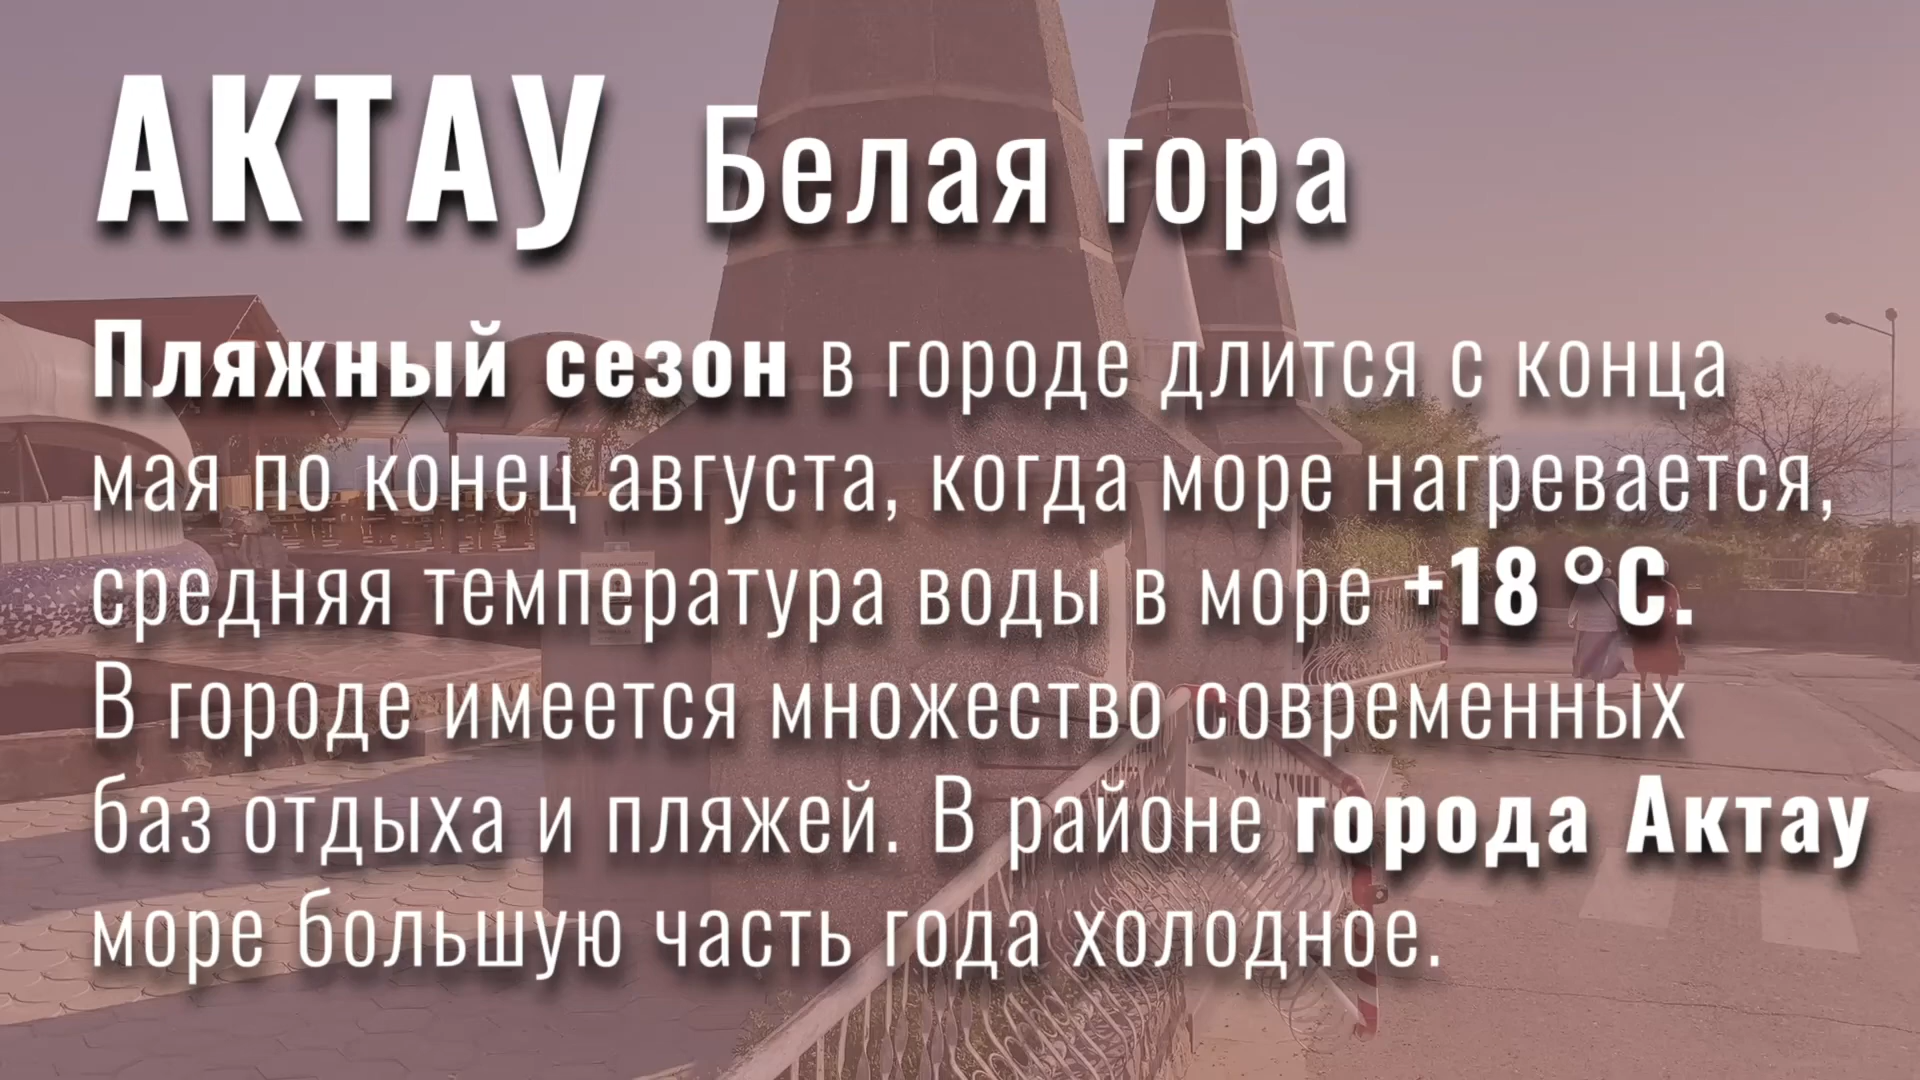 АКТАУ Белая гора
Пляжный сезон в городе длится с конца
мая по конец августа, когда море нагревается,
средняя температура воды в море +18 °С.
В городе имеется множество современных
баз отдыха и пляжей. В районе города Актау
море большую часть года холодное.